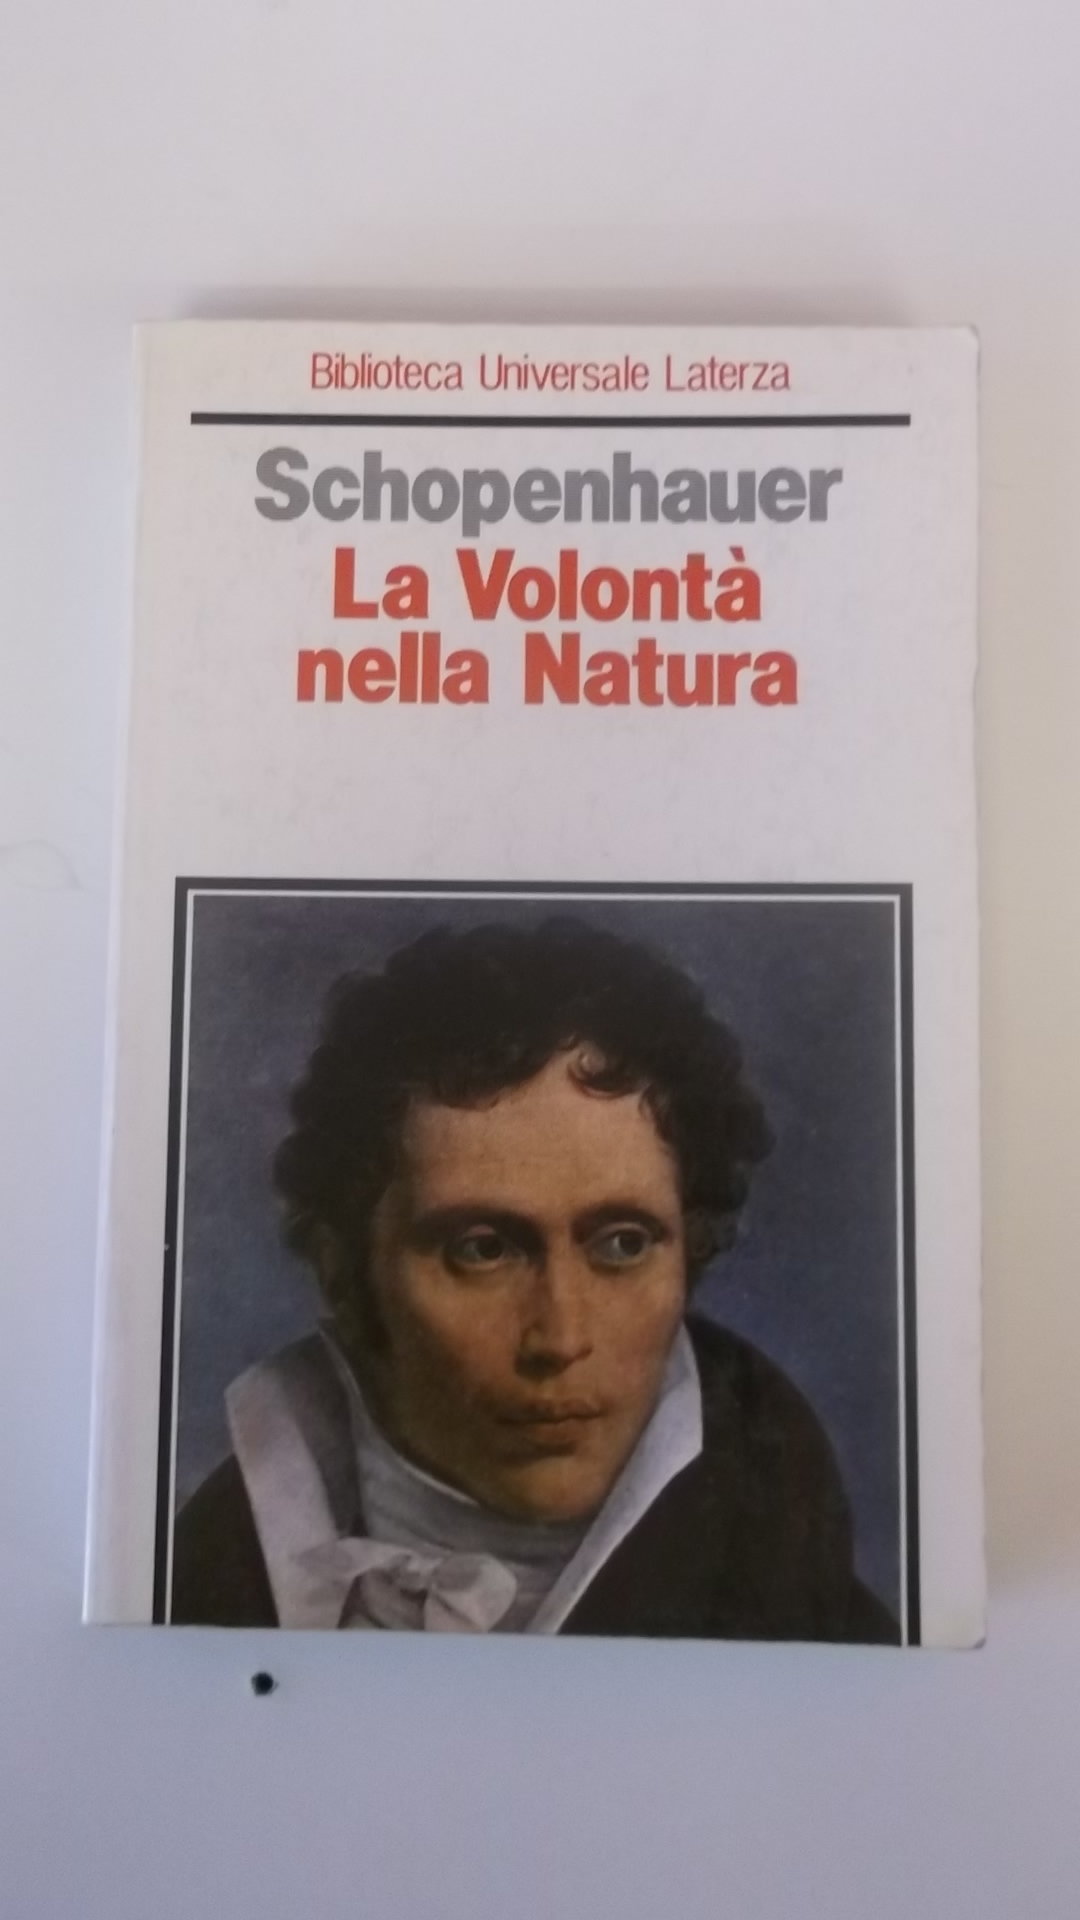 Biblioteca Universale Laterza
Schopenhauer
La Volontà
nella Natura